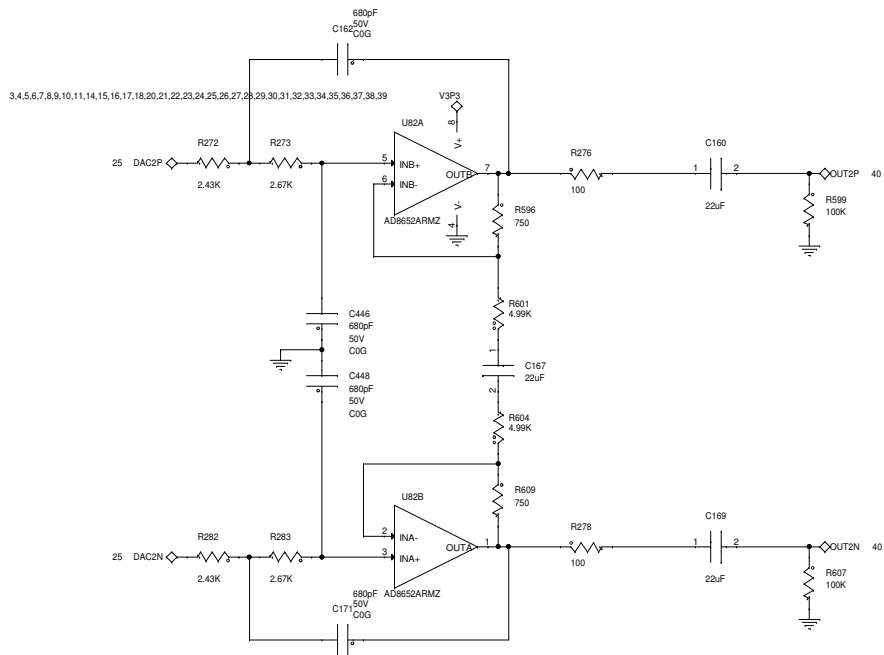 680pF
C162 50V
C0G
3,4,5,6,7,8,9,10,11,14,15,16,17,18,20,21,22,23,24,25,26,27,28,29,30,31,32,33,34,35,36,37,38,39
V3P3
U82A
8
V+
R272
R273
R276
C160
25 DAC2P
5 INB+
7
OUTB
1
2
OUT2P 40
6 INB-
2.43K
2.67K
100
R596
750
22uF
R599
100K
V-
4
AD8652ARMZ
R601
4.99K
C446
680pF
50V
C0G
1
C167
22uF
2
C448
680pF
50V
C0G
R604
4.99K
U82B
R609
750
R282
R283
R278
C169
2 INA-
OUTA
1
1
2
OUT2N 40
25 DAC2N
3 INA+
2.43K
2.67K
100
22uF
R607
100K
AD8652ARMZ
680pF
C171 50V
C0G